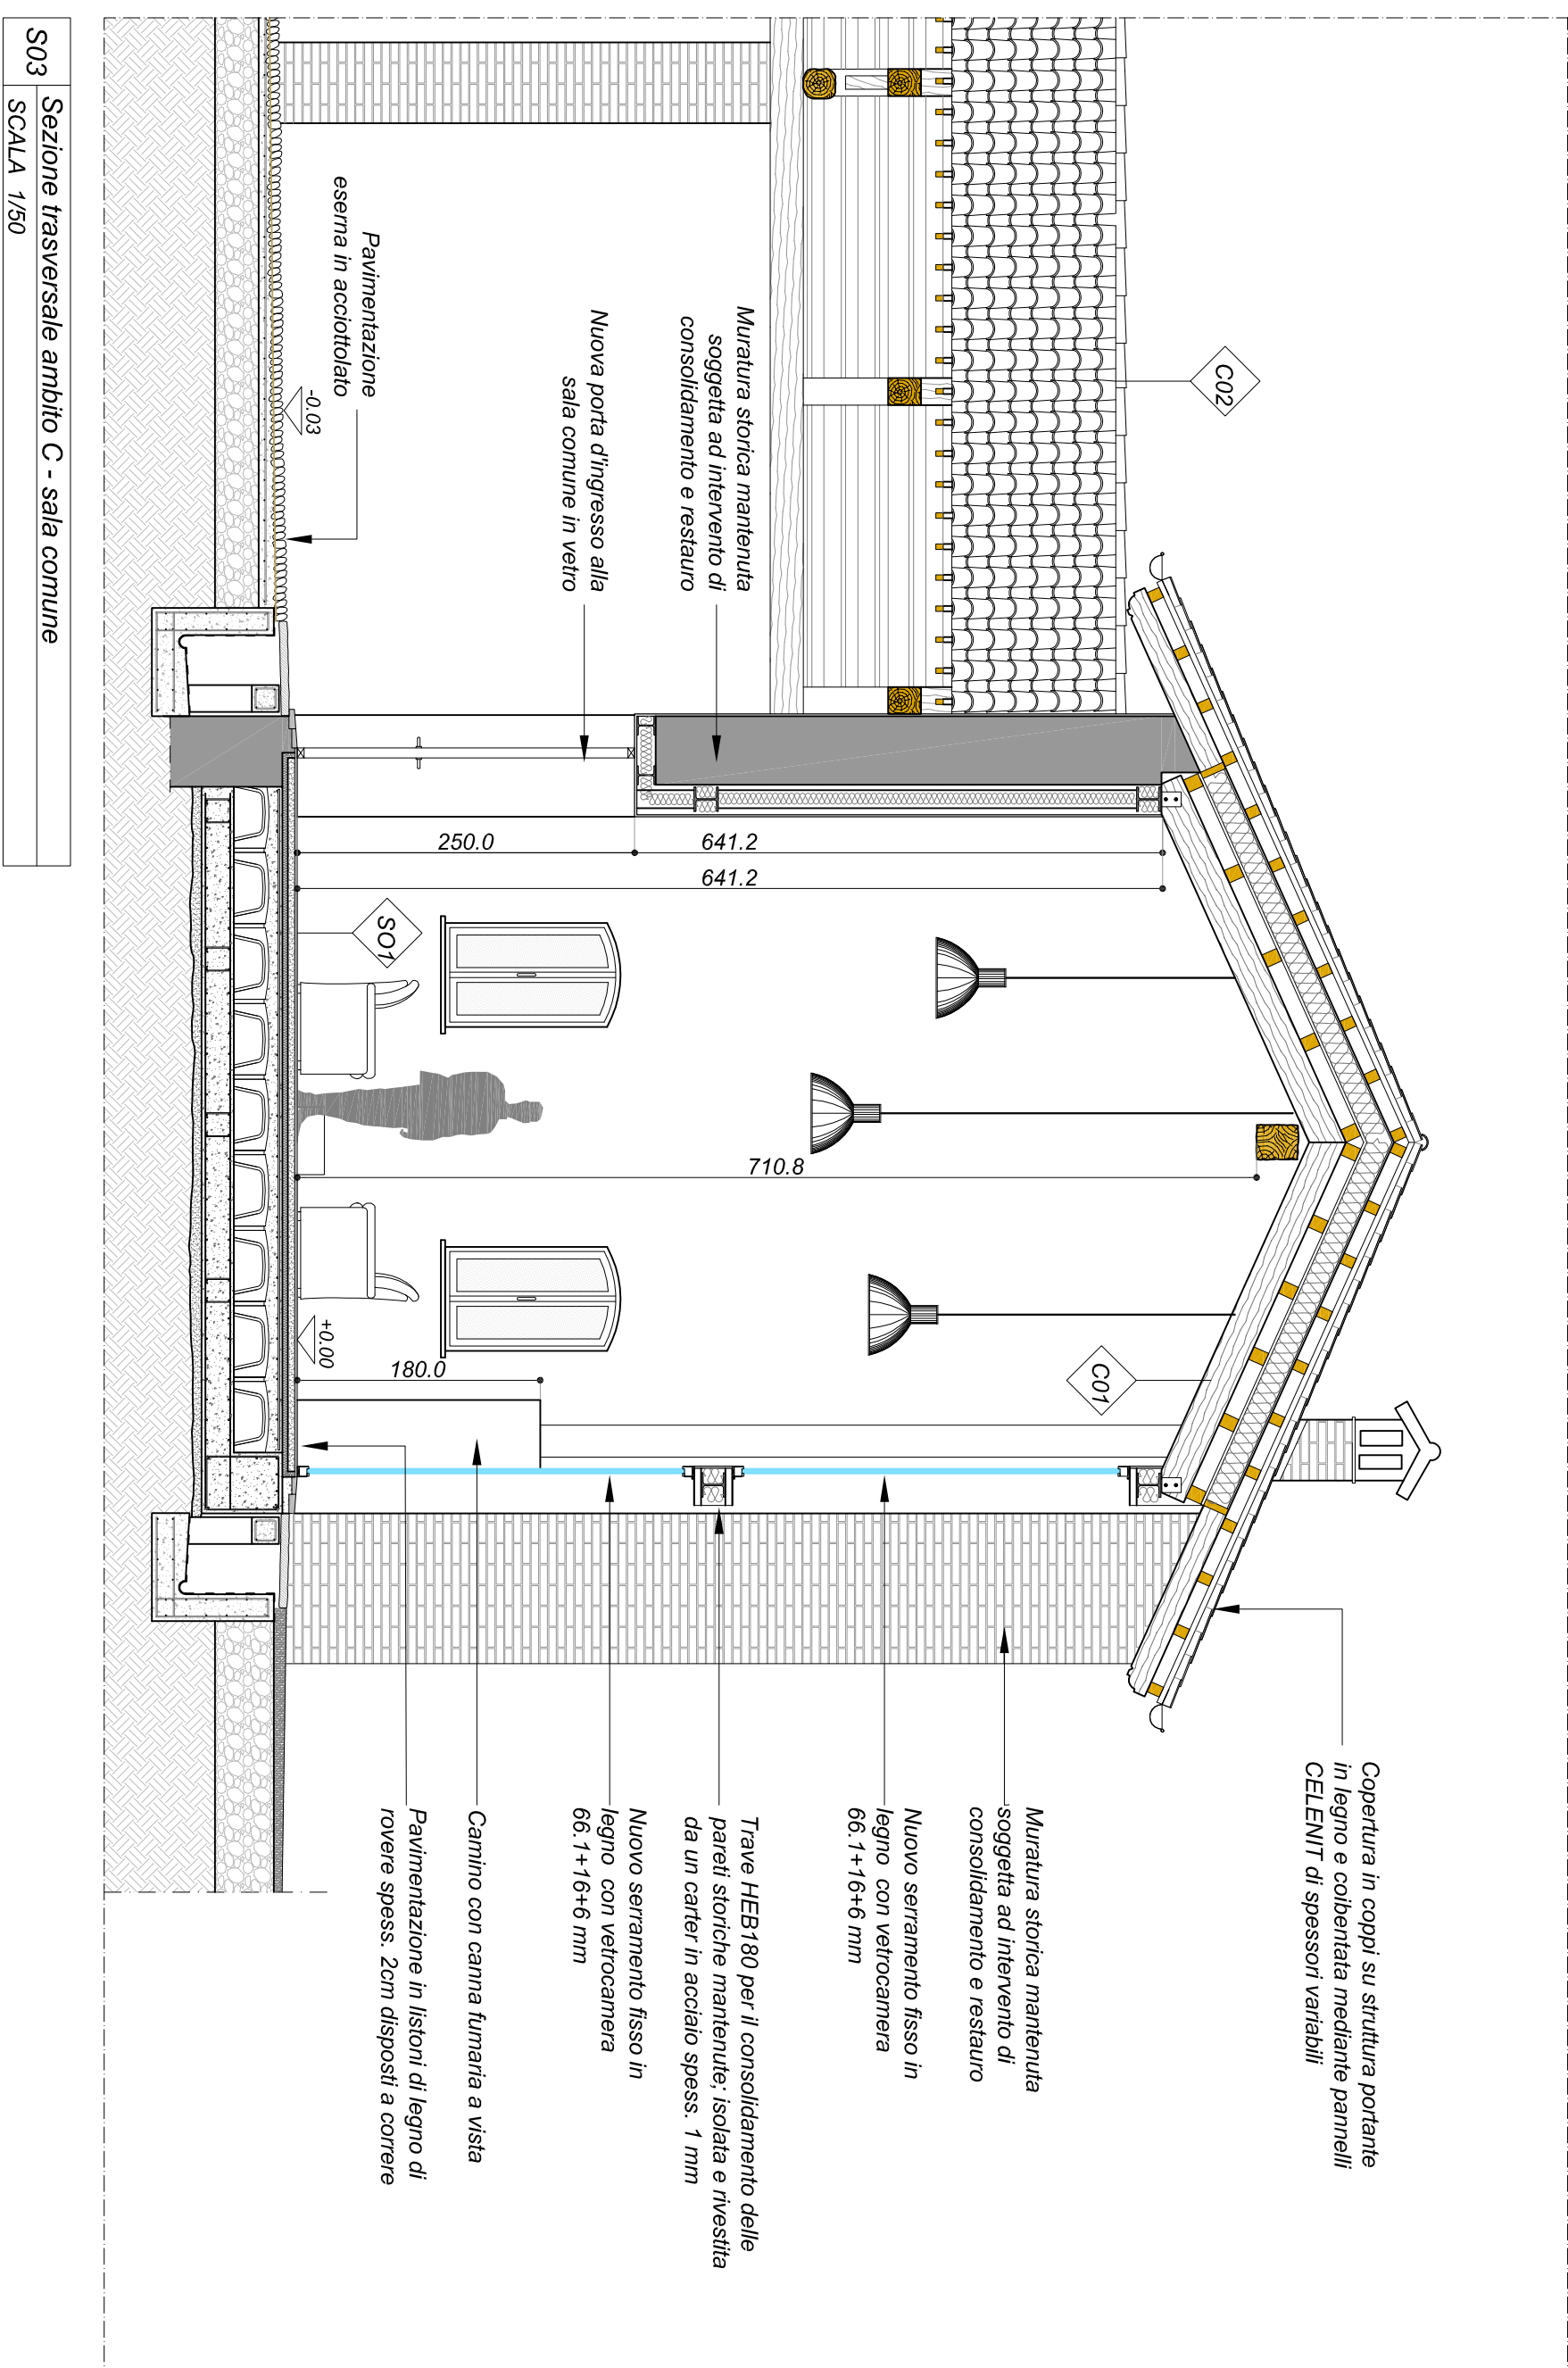 C02
Muratura storica mantenuta
soggetta ad intervento di
consolidamento e restauro
Nuova porta d'ingresso alla
sala comune in vetro
Pavimentazione
eserna in acciottolato
-0.03
250.0
641.2
641.2
SO1
710.8
+0.00
180.0
C01
Copertura in coppi su struttura portante
in legno e coibentata mediante pannelli
CELENIT di spessori variabili
Muratura storica mantenuta
soggetta ad intervento di
consolidamento e restauro
Nuovo serramento fisso in
legno con vetrocamera
66.1+16+6 mm
Trave HEB180 per il consolidamento delle
pareti storiche mantenute; isolata e rivestita
da un carter in acciaio spess. 1 mm
Nuovo serramento fisso in
legno con vetrocamera
66.1+16+6 mm
Camino con canna fumaria a vista
Pavimentazione in listoni di legno di
rovere spess. 2cm disposti a correre
S03
Sezione trasversale ambito C - sala comune
SCALA 1/50